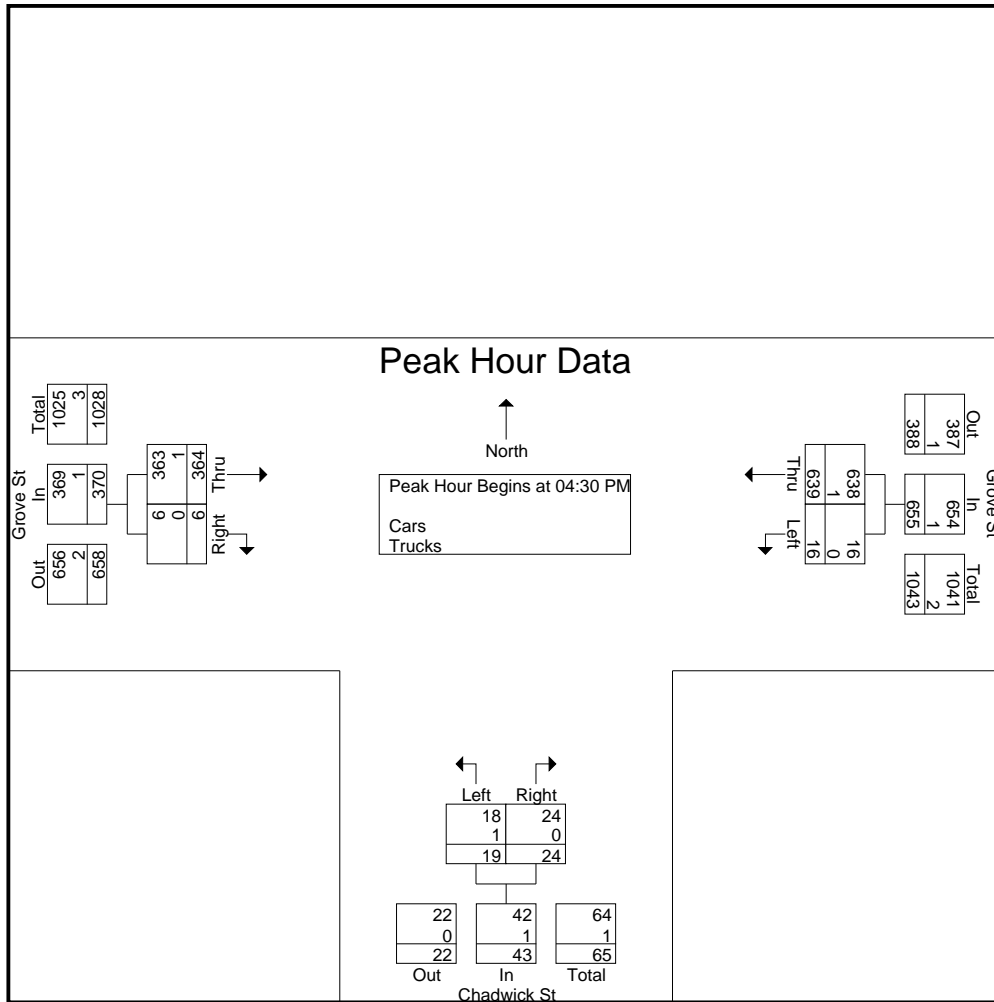 Peak Hour Data
North
Peak Hour Begins at 04:30 PM
Cars
Trucks
Grove St
Total
1025
3
1028
In
369
1
370
Out
656
2
658
Thru
363
1
364
Right
6
0
6
Grove St
Out
387
1
388
In
654
1
655
Total
1041
2
1043
Thru
638
1
639
Left
16
0
16
Left Right
18 24
1 0
19 24
22 42 64
0 1 1
22 43 65
Out In Total
Chadwick St